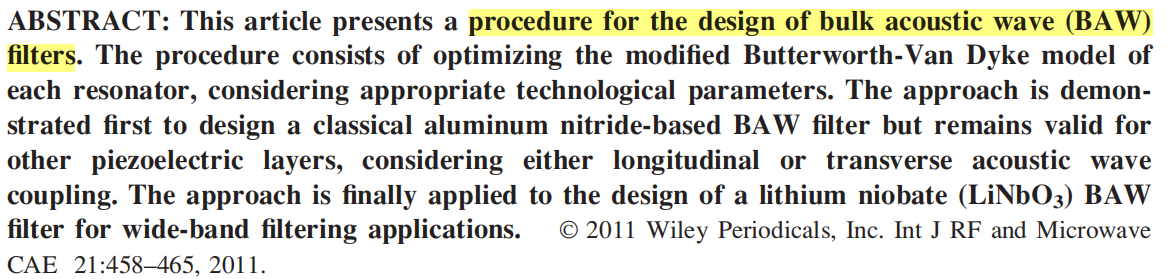 ABSTRACT: This article presents a procedure for the design of bulk acoustic wave (BAW)
filters. The procedure consists of optimizing the modified Butterworth-Van Dyke model of
each resonator, considering appropriate technological parameters. The approach is demon-
strated first to design a classical aluminum nitride-based BAW filter but remains valid for
other piezoelectric layers, considering either longitudinal or transverse acoustic wave
coupling. The approach is finally applied to the design of a lithium niobate (LiNbO₃) BAW
filter for wide-band filtering applications. © 2011 Wiley Periodicals, Inc. Int J RF and Microwave
CAE 21:458–465, 2011.